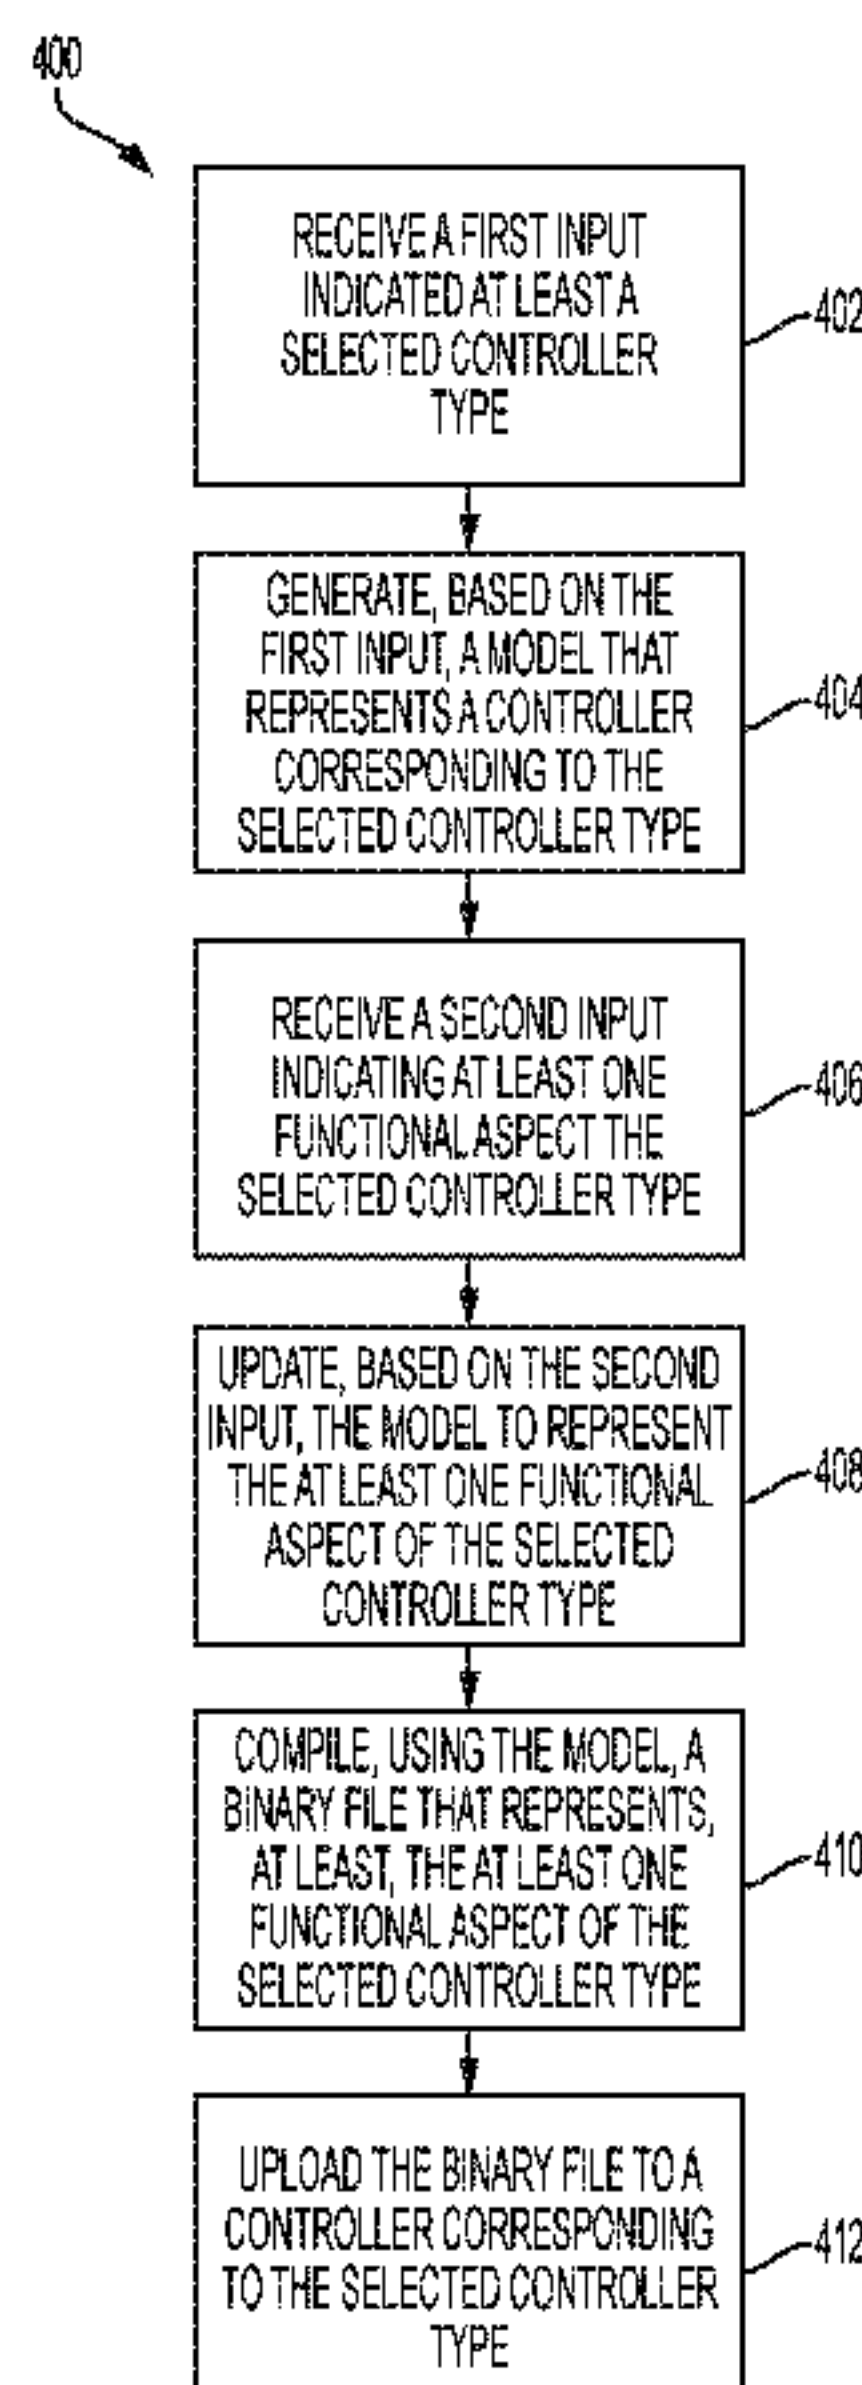 400
RECEIVE A FIRST INPUT
INDICATED AT LEAST A
SELECTED CONTROLLER
TYPE
402
GENERATE, BASED ON THE
FIRST INPUT, A MODEL THAT
REPRESENTS A CONTROLLER
CORRESPONDING TO THE
SELECTED CONTROLLER TYPE
404
RECEIVE A SECOND INPUT
INDICATING AT LEAST ONE
FUNCTIONAL ASPECT THE
SELECTED CONTROLLER TYPE
406
UPDATE, BASED ON THE SECOND
INPUT, THE MODEL TO REPRESENT
THE AT LEAST ONE FUNCTIONAL
ASPECT OF THE SELECTED
CONTROLLER TYPE
408
COMPILE, USING THE MODEL, A
BINARY FILE THAT REPRESENTS,
AT LEAST, THE AT LEAST ONE
FUNCTIONAL ASPECT OF THE
SELECTED CONTROLLER TYPE
410
UPLOAD THE BINARY FILE TO A
CONTROLLER CORRESPONDING
TO THE SELECTED CONTROLLER
TYPE
412